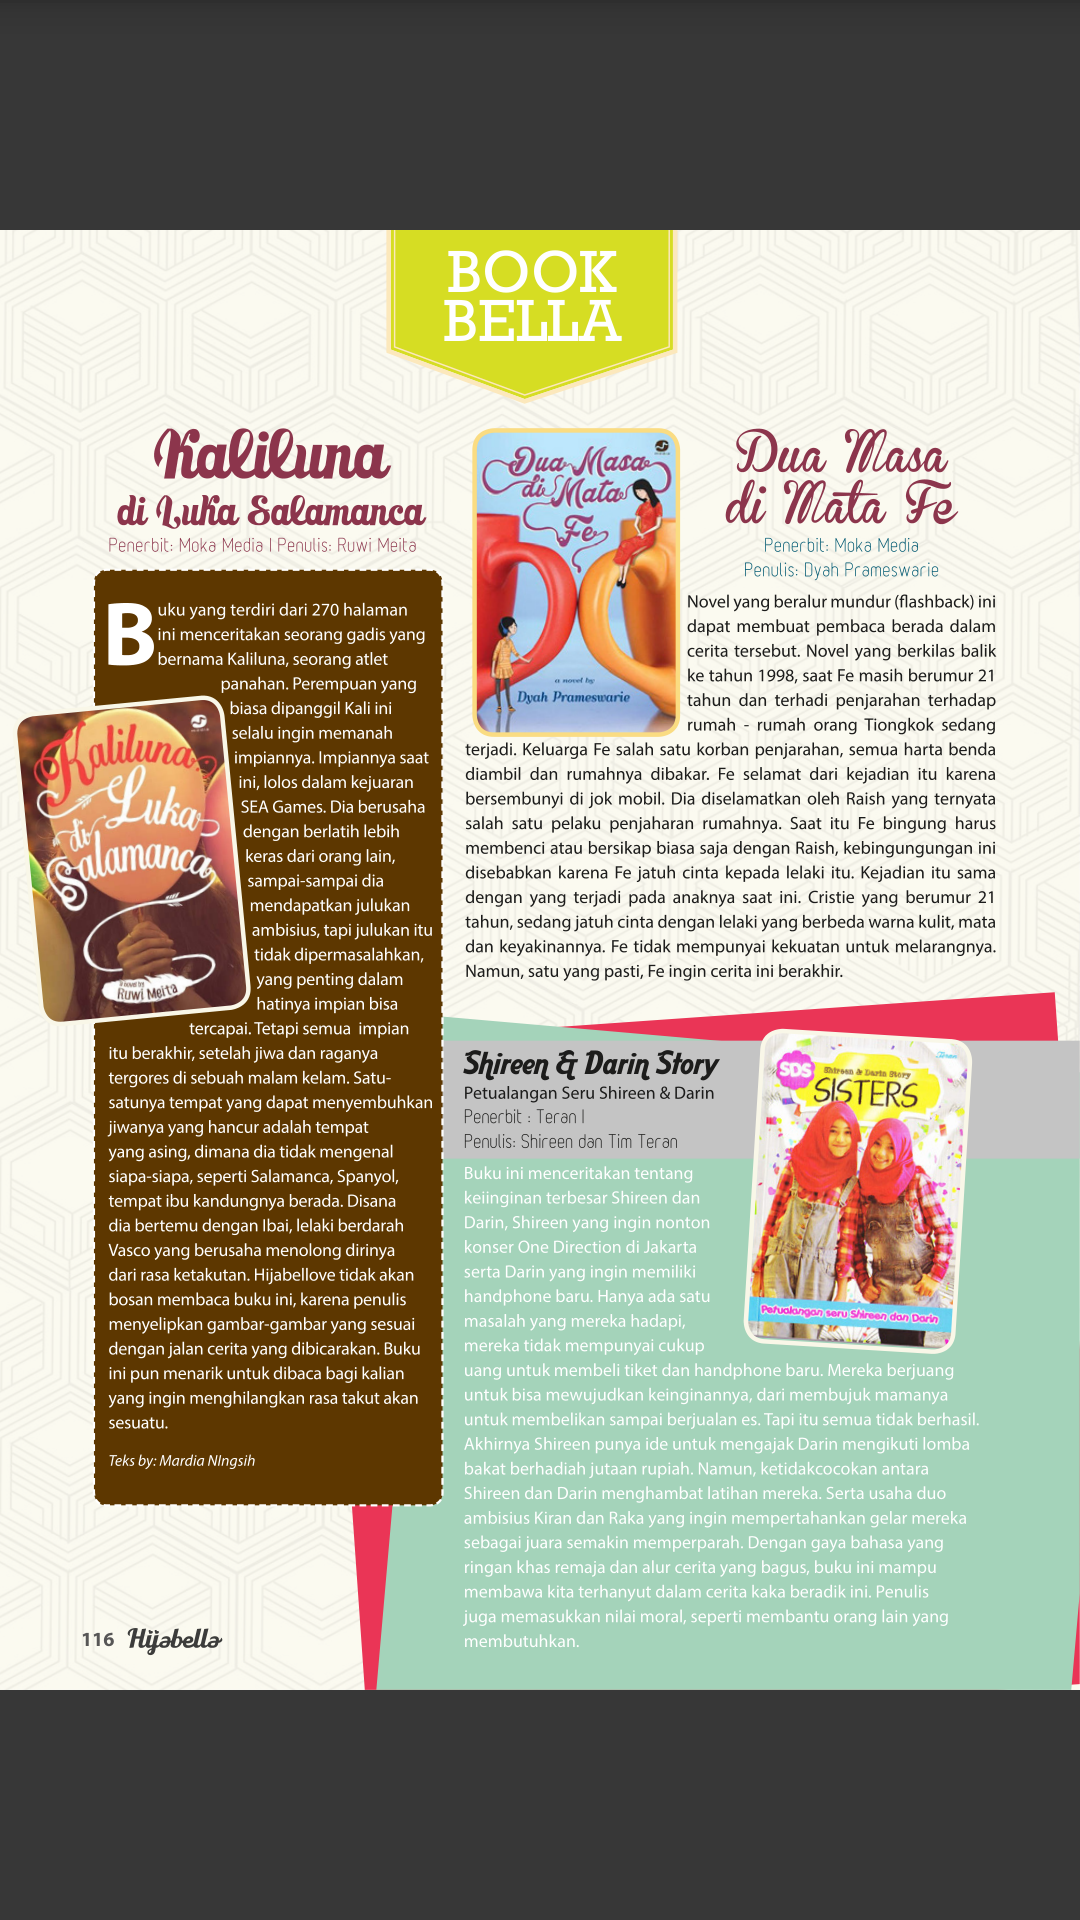 BOOK
BELLA
Kaliluna
di Luka Salamanca
Penerbit: Moka Media | Penulis: Ruwi Meita
Buku yang terdiri dari 270 halaman
ini menceritakan seorang gadis yang
bernama Kaliluna, seorang atlet
panahan. Perempuan yang
biasa dipanggil Kali ini
selalu ingin memanah
impiannya. Impiannya saat
ini, lolos dalam kejuaran
SEA Games. Dia berusaha
dengan berlatih lebih
keras dari orang lain,
sampai-sampai dia
mendapatkan julukan
ambisius, tapi julukan itu
tidak dipermasalahkan,
yang penting dalam
hatinya impian bisa
tercapai. Tetapi semua impian
itu berakhir, setelah jiwa dan raganya
tergores di sebuah malam kelam. Satu-
satunya tempat yang dapat menyembuhkan
jiwanya yang hancur adalah tempat
yang asing, dimana dia tidak mengenal
siapa-siapa, seperti Salamanca, Spanyol,
tempat ibu kandungnya berada. Disana
dia bertemu dengan Ibai, lelaki berdarah
Vasco yang berusaha menolong dirinya
dari rasa ketakutan. Hijabellove tidak akan
bosan membaca buku ini, karena penulis
menyelipkan gambar-gambar yang sesuai
dengan jalan cerita yang dibicarakan. Buku
ini pun menarik untuk dibaca bagi kalian
yang ingin menghilangkan rasa takut akan
sesuatu.
Teks by: Mardia NIngsih
Kaliluna
di Luka
Salamanca
a novel by
Ruwi Meita
Dua Masa
di Mata
Fe
a novel by
Dyah Prameswarie
Dua Masa
di Mata Fe
Penerbit: Moka Media
Penulis: Dyah Prameswarie
Novel yang beralur mundur (flashback) ini
dapat membuat pembaca berada dalam
cerita tersebut. Novel yang berkilas balik
ke tahun 1998, saat Fe masih berumur 21
tahun dan terhadi penjarahan terhadap
rumah - rumah orang Tiongkok sedang
terjadi. Keluarga Fe salah satu korban penjarahan, semua harta benda
diambil dan rumahnya dibakar. Fe selamat dari kejadian itu karena
bersembunyi di jok mobil. Dia diselamatkan oleh Raish yang ternyata
salah satu pelaku penjaharan rumahnya. Saat itu Fe bingung harus
membenci atau bersikap biasa saja dengan Raish, kebingungungan ini
disebabkan karena Fe jatuh cinta kepada lelaki itu. Kejadian itu sama
dengan yang terjadi pada anaknya saat ini. Cristie yang berumur 21
tahun, sedang jatuh cinta dengan lelaki yang berbeda warna kulit, mata
dan keyakinannya. Fe tidak mempunyai kekuatan untuk melarangnya.
Namun, satu yang pasti, Fe ingin cerita ini berakhir.
Shireen & Darin Story
Petualangan Seru Shireen & Darin
Penerbit : Teran |
Penulis: Shireen dan Tim Teran
SDS
Shireen & Darin Story
SISTERS
Petualangan seru Shireen dan Darin
Buku ini menceritakan tentang
keiinginan terbesar Shireen dan
Darin, Shireen yang ingin nonton
konser One Direction di Jakarta
serta Darin yang ingin memiliki
handphone baru. Hanya ada satu
masalah yang mereka hadapi,
mereka tidak mempunyai cukup
uang untuk membeli tiket dan handphone baru. Mereka berjuang
untuk bisa mewujudkan keinginannya, dari membujuk mamanya
untuk membelikan sampai berjualan es. Tapi itu semua tidak berhasil.
Akhirnya Shireen punya ide untuk mengajak Darin mengikuti lomba
bakat berhadiah jutaan rupiah. Namun, ketidakcocokan antara
Shireen dan Darin menghambat latihan mereka. Serta usaha duo
ambisius Kiran dan Raka yang ingin mempertahankan gelar mereka
sebagai juara semakin memperparah. Dengan gaya bahasa yang
ringan khas remaja dan alur cerita yang bagus, buku ini mampu
membawa kita terhanyut dalam cerita kaka beradik ini. Penulis
juga memasukkan nilai moral, seperti membantu orang lain yang
membutuhkan.
116 Hijabella